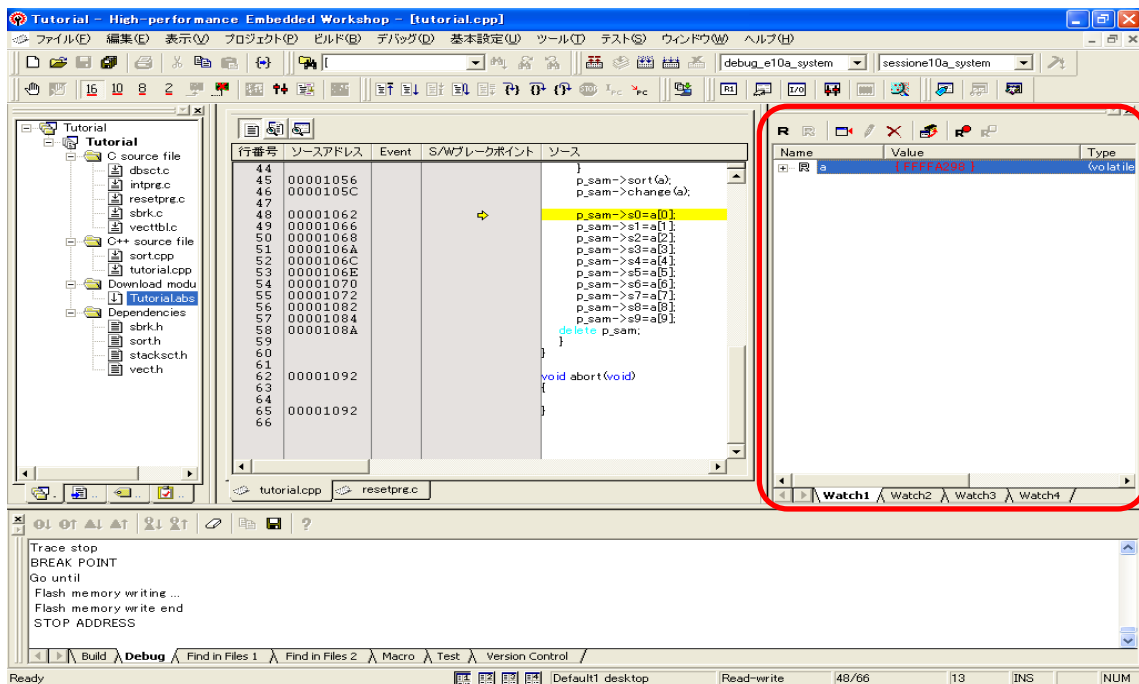 Tutorial - High-performance Embedded Workshop - [tutorial.cpp]
ファイル(F) 編集(E) 表示(V) プロジェクト(P) ビルド(B) デバッグ(D) 基本設定(U) ツール(T) テスト(S) ウィンドウ(W) ヘルプ(H)
[ debug_e10a_system sessione10a_system
16 10 8 2
Tutorial
Tutorial
C source file
dbsct.c
intprg.c
resetprg.c
sbrk.c
vecttbl.c
C++ source file
sort.cpp
tutorial.cpp
Download modu
Tutorial.abs
Dependencies
sbrk.h
sort.h
stacksct.h
vect.h
行番号 ソースアドレス Event S/Wブレークポイント ソース
44 }
45 00001056 p_sam->sort(a);
46 0000105C p_sam->change(a);
47
48 00001062 p_sam->s0=a[0];
49 00001066 p_sam->s1=a[1];
50 00001068 p_sam->s2=a[2];
51 0000106A p_sam->s3=a[3];
52 0000106C p_sam->s4=a[4];
53 0000106E p_sam->s5=a[5];
54 00001070 p_sam->s6=a[6];
55 00001072 p_sam->s7=a[7];
56 00001082 p_sam->s8=a[8];
57 00001084 p_sam->s9=a[9];
58 0000108A delete p_sam;
59 }
60 }
61
62 00001092 void abort(void)
63 {
64
65 00001092 }
66
tutorial.cpp resetprg.c
Name Value Type
R a { FFFFA298 } (volatile
Watch1 Watch2 Watch3 Watch4
Trace stop
BREAK POINT
Go until
Flash memory writing ...
Flash memory write end
STOP ADDRESS
Build Debug Find in Files 1 Find in Files 2 Macro Test Version Control
Ready Default1 desktop Read-write 48/66 13 INS NUM